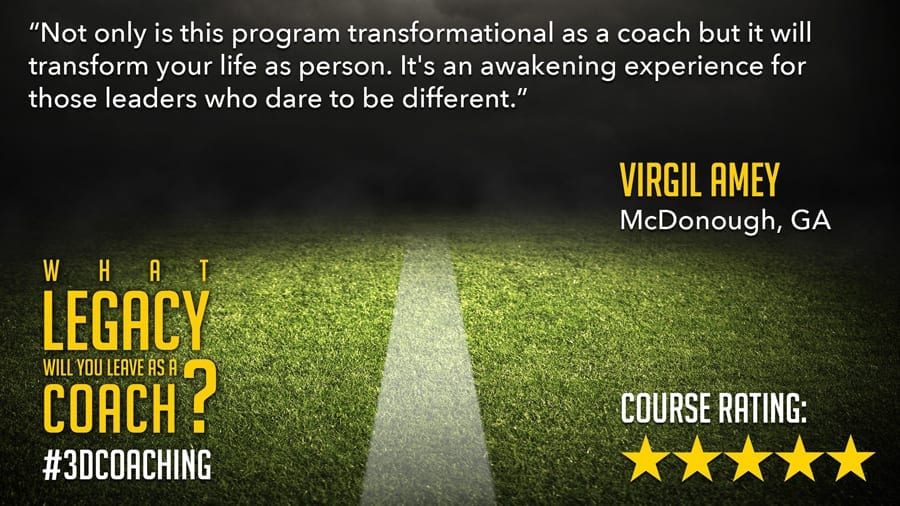 “Not only is this program transformational as a coach but it will
transform your life as person. It's an awakening experience for
those leaders who dare to be different.”
VIRGIL AMEY
McDonough, GA
WHAT
LEGACY
WILL YOU LEAVE AS A
COACH?
#3DCOACHING
COURSE RATING: